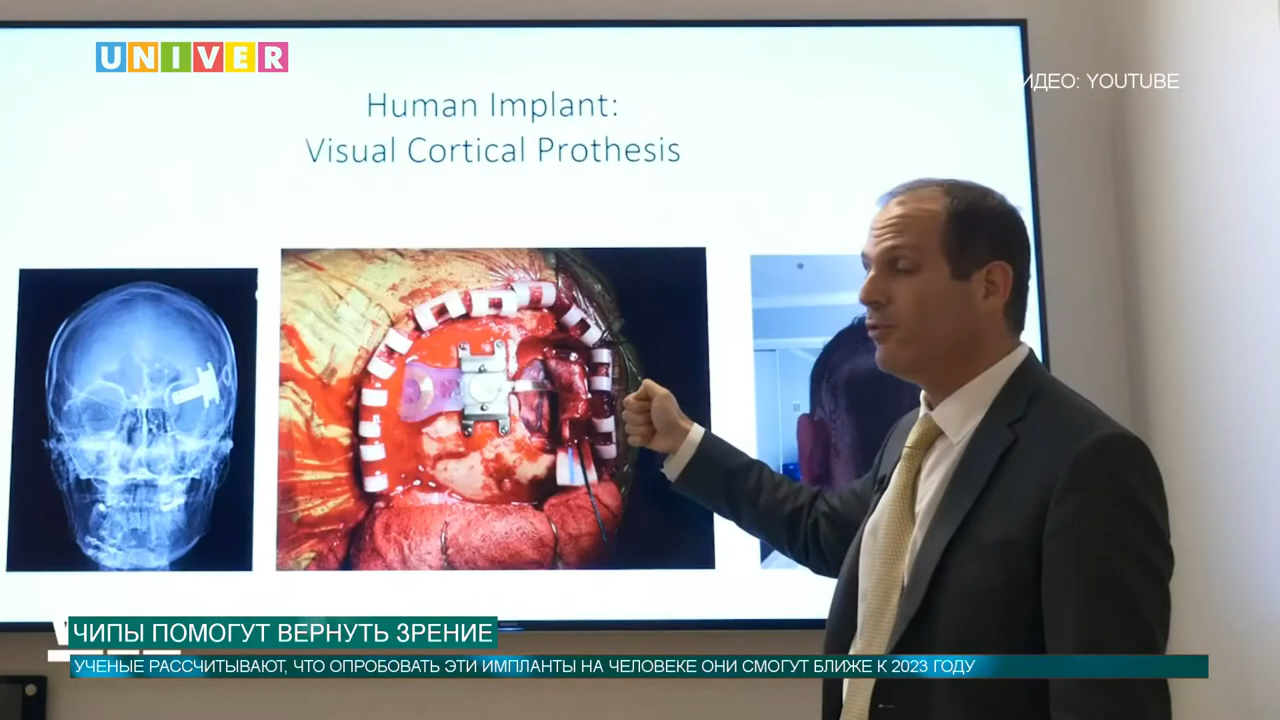 UNIVER
ИДЕО: YOUTUBE
Human Implant:
Visual Cortical Prothesis
ЧИПЫ ПОМОГУТ ВЕРНУТЬ ЗРЕНИЕ
УЧЕНЫЕ РАССЧИТЫВАЮТ, ЧТО ОПРОБОВАТЬ ЭТИ ИМПЛАНТЫ НА ЧЕЛОВЕКЕ ОНИ СМОГУТ БЛИЖЕ К 2023 ГОДУ